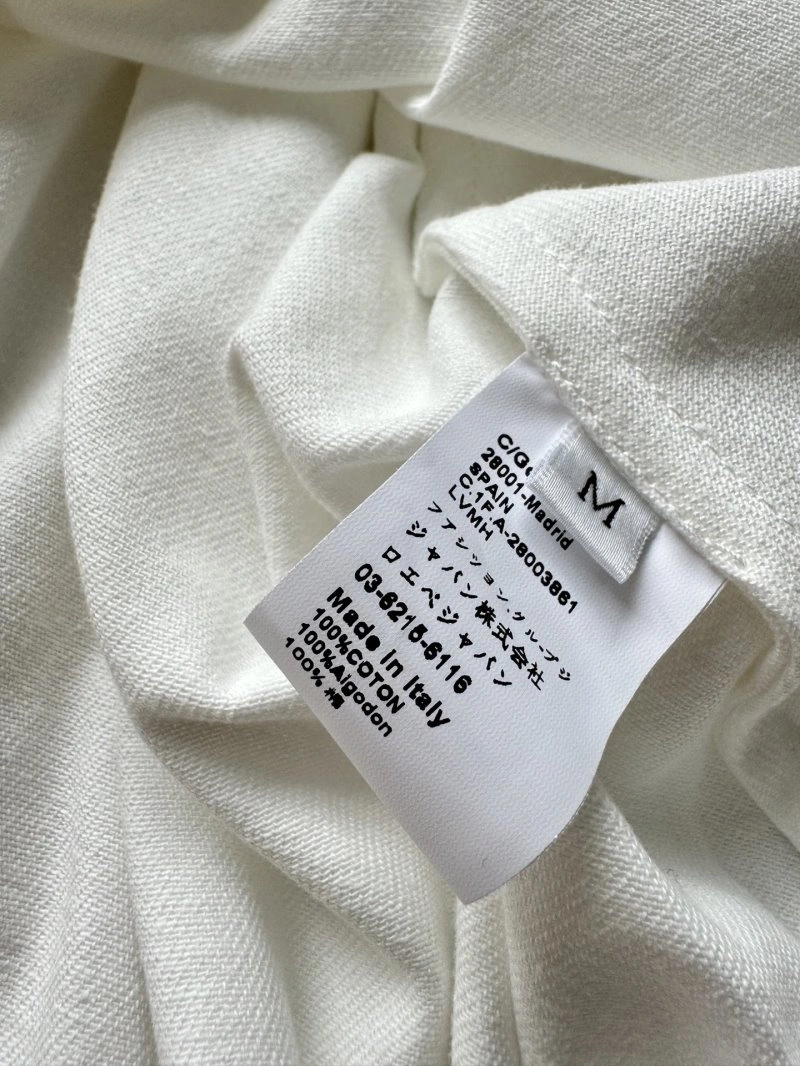 C/Go
28001-Madrid
SPAIN
C.I F.A-28003861
LVMH
ファッション.グループジ
ャパン株式会社
ロエベジャパン
03-6215-6116
Made in Italy
100%COTON
100%Algodon
100% 棉
M